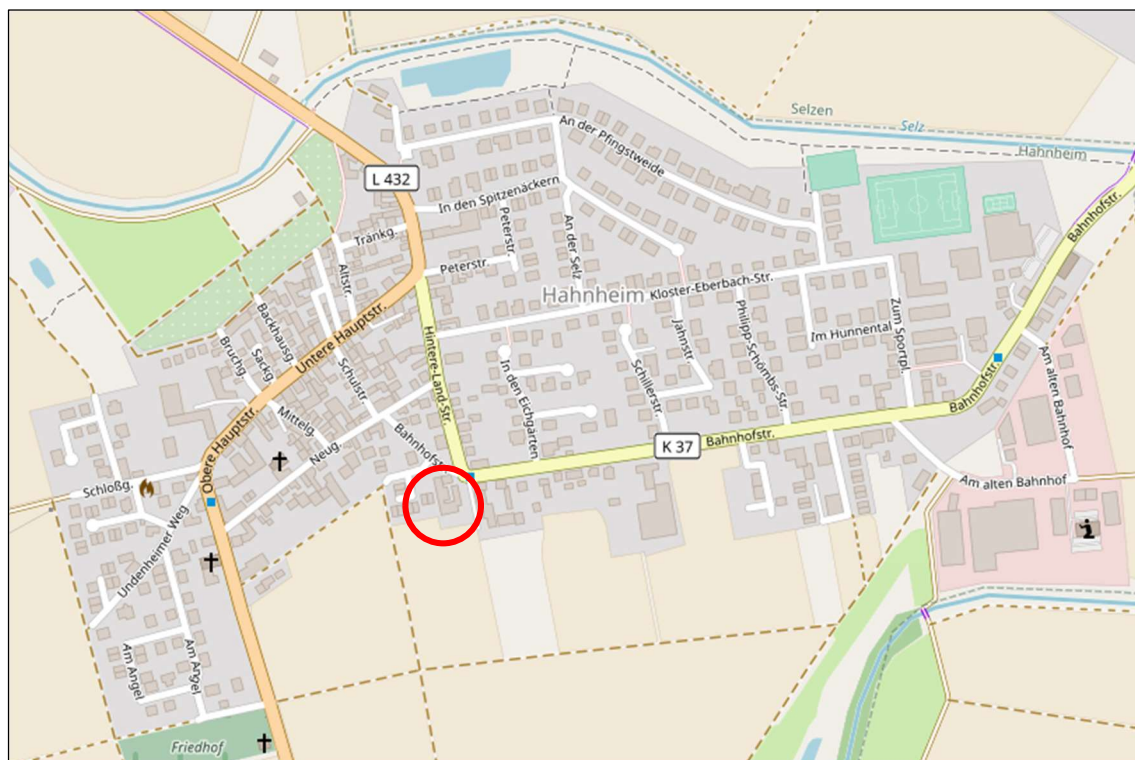 Selzen
Selz
Hahnheim
An der Pfingstweide
L 432
In den Spitzenäckern
Peterstr.
An der Selz
Tränkg.
Altstr.
Peterstr.
Bahnhofstr.
Hahnheim
Kloster-Eberbach-Str.
Backhausg.
Bruchg.
Sackg.
Untere Hauptstr.
Hintere-Land-Str.
Schulstr.
In den Eichgärten
Schillerstr.
Jahnstr.
Philipp-Schömbs-Str.
Im Hunnental
Zum Sportpl.
Am alten Bahnhof
Bahnhofstr.
Obere Hauptstr.
Mittelg.
Neug.
Bahnhofstr.
K 37
Bahnhofstr.
Schloßg.
Am alten Bahnhof
Undenheimer Weg
Am Angel
Am Angel
Friedhof